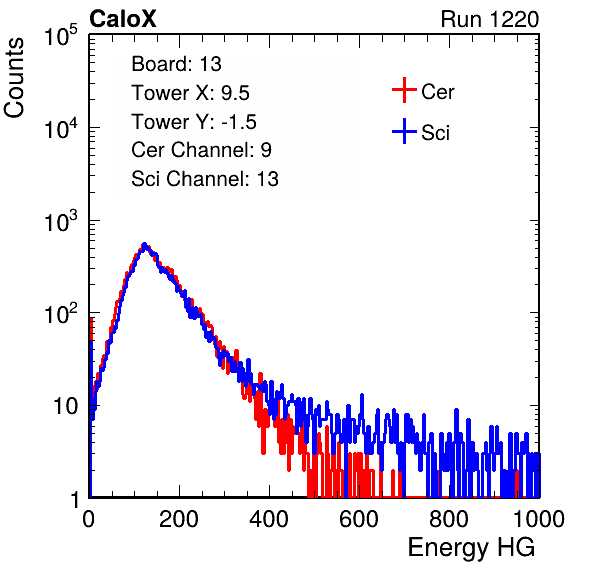 CaloX Run 1220
Counts
10^5
10^4
10^3
10^2
10
1
Board: 13
Tower X: 9.5
Tower Y: -1.5
Cer Channel: 9
Sci Channel: 13
Cer
Sci
0 200 400 600 800 1000
Energy HG